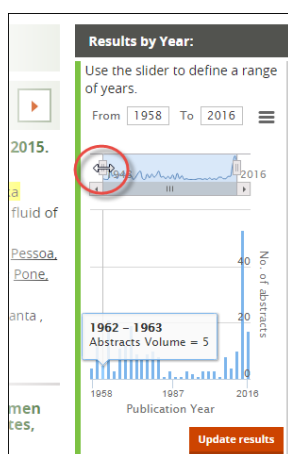 Results by Year:
Use the slider to define a range
of years.
From 1958 To 2016
2015.
1946 2016
a
fluid of
Pessoa,
Pone,
anta ,
men
tes,
40
20
0
No. of abstracts
1962 – 1963
Abstracts Volume = 5
1958 1987 2016
Publication Year
Update results